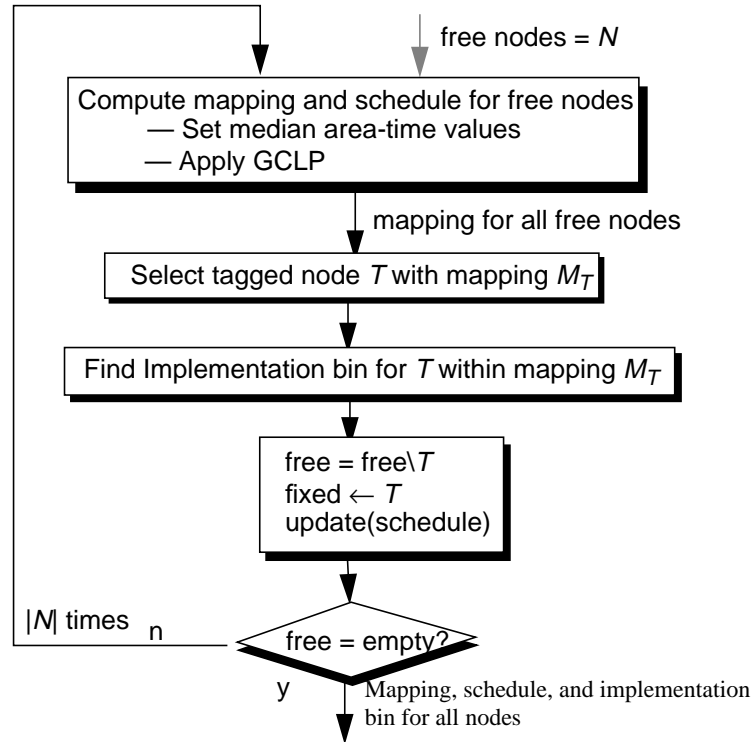 free nodes = N
Compute mapping and schedule for free nodes
— Set median area-time values
— Apply GCLP
mapping for all free nodes
Select tagged node T with mapping M_T
Find Implementation bin for T within mapping M_T
free = free\T
fixed ← T
update(schedule)
|N| times
n
free = empty?
y
Mapping, schedule, and implementation
bin for all nodes